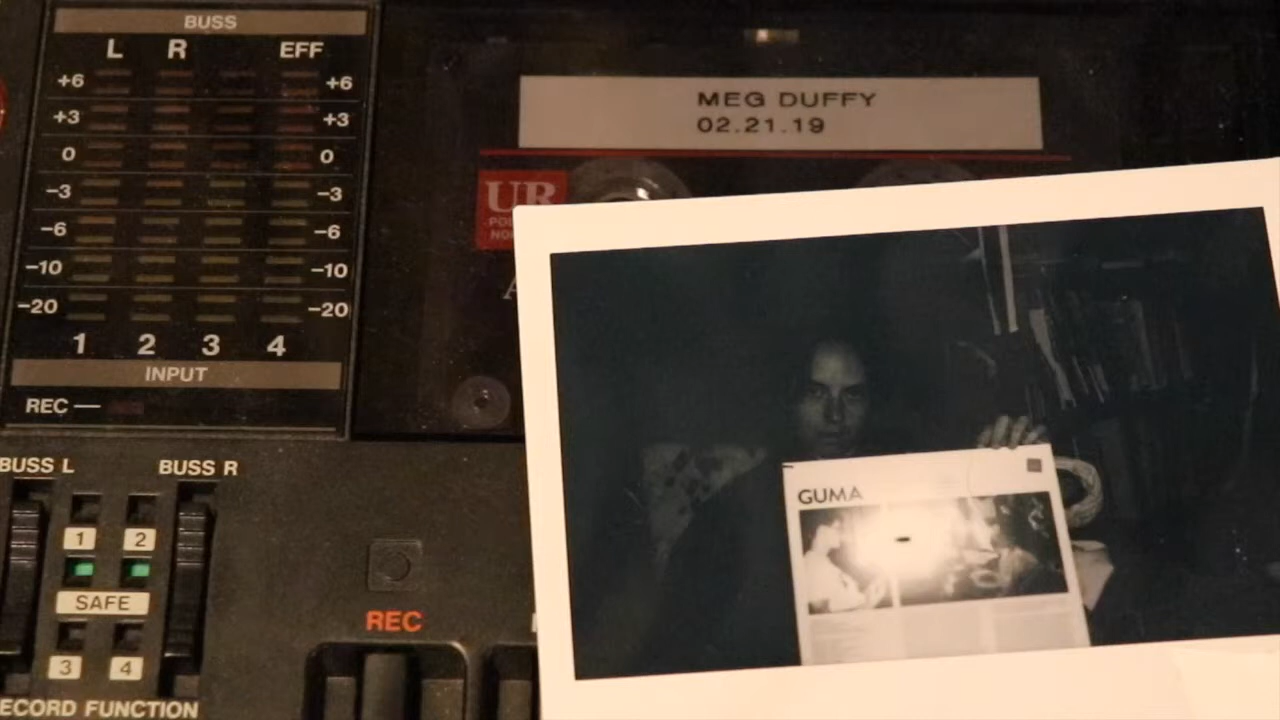 BUSS
L R EFF
+6 +6
+3 +3
0 0
-3 -3
-6 -6
-10 -10
-20 -20
1 2 3 4
INPUT
REC
BUSS L BUSS R
1 2
SAFE
3 4
ECORD FUNCTION
REC
MEG DUFFY
02.21.19
UR
GUMA